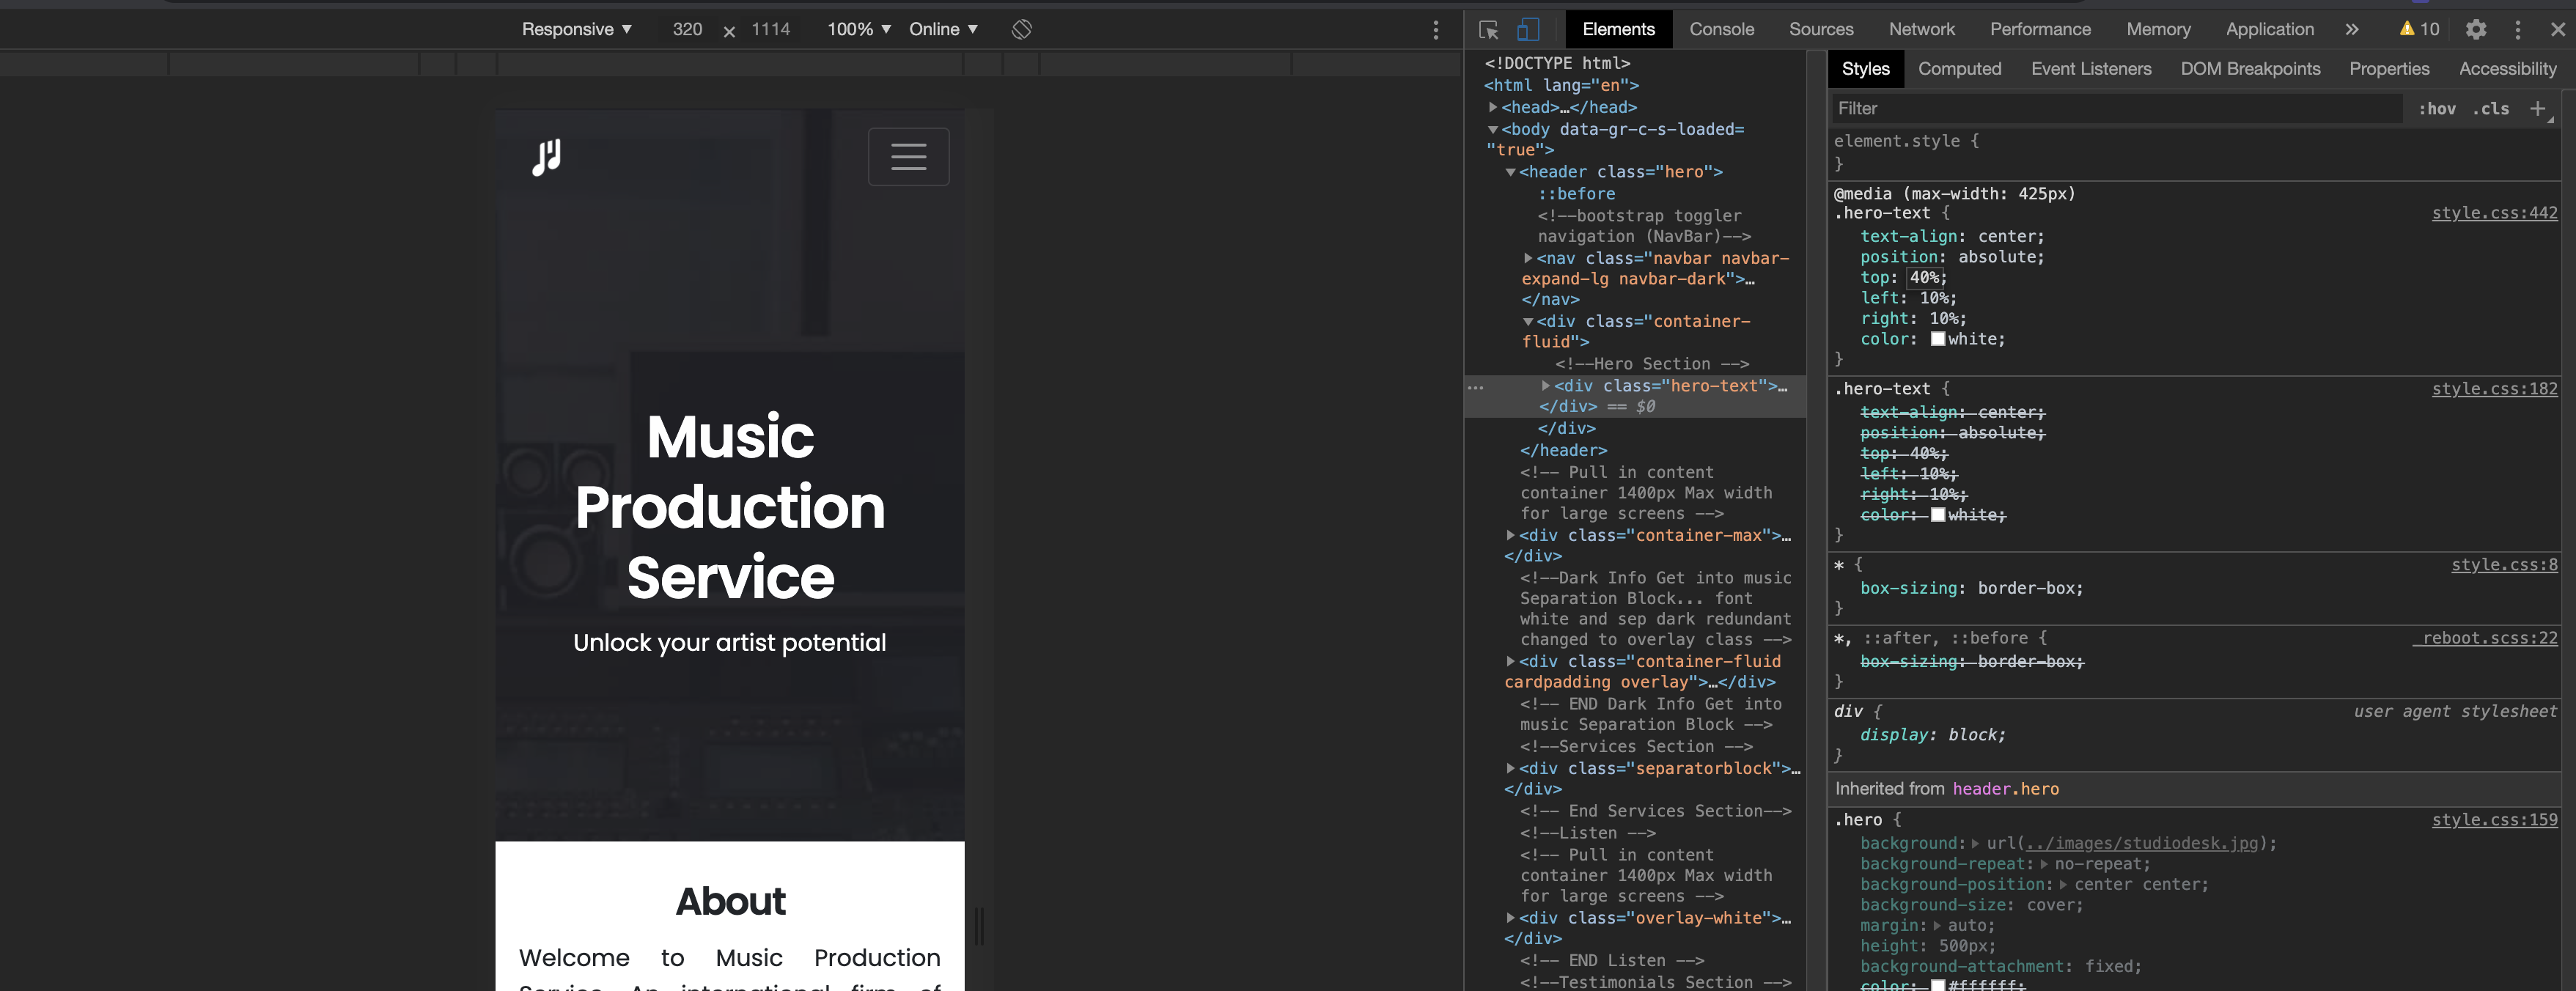 Responsive ▼ 320 × 1114 100% ▼ Online ▼
Elements Console Sources Network Performance Memory Application » 10
Music
Production
Service
Unlock your artist potential
About
Welcome to Music Production
Service. An international firm of
<!DOCTYPE html>
<html lang="en">
▶<head>…</head>
▼<body data-gr-c-s-loaded=
"true">
▼<header class="hero">
::before
<!--bootstrap toggler
navigation (NavBar)-->
▶<nav class="navbar navbar-
expand-lg navbar-dark">…
</nav>
▼<div class="container-
fluid">
<!--Hero Section -->
… ▶<div class="hero-text">…
</div> == $0
</div>
</header>
<!-- Pull in content
container 1400px Max width
for large screens -->
▶<div class="container-max">…
</div>
<!--Dark Info Get into music
Separation Block... font
white and sep dark redundant
changed to overlay class -->
▶<div class="container-fluid
cardpadding overlay">…</div>
<!-- END Dark Info Get into
music Separation Block -->
<!--Services Section -->
▶<div class="separatorblock">…
</div>
<!-- End Services Section-->
<!--Listen -->
<!-- Pull in content
container 1400px Max width
for large screens -->
▶<div class="overlay-white">…
</div>
<!-- END Listen -->
<!--Testimonials Section -->
Styles Computed Event Listeners DOM Breakpoints Properties Accessibility
Filter :hov .cls +
element.style {
}
@media (max-width: 425px)
.hero-text { style.css:442
text-align: center;
position: absolute;
top: 40%;
left: 10%;
right: 10%;
color: white;
}
.hero-text { style.css:182
text-align: center;
position: absolute;
top: 40%;
left: 10%;
right: 10%;
color: white;
}
* { style.css:8
box-sizing: border-box;
}
*, ::after, ::before { _reboot.scss:22
box-sizing: border-box;
}
div { user agent stylesheet
display: block;
}
Inherited from header.hero
.hero { style.css:159
background:▶ url(../images/studiodesk.jpg);
background-repeat:▶ no-repeat;
background-position:▶ center center;
background-size: cover;
margin:▶ auto;
height: 500px;
background-attachment: fixed;
color: #ffffff;